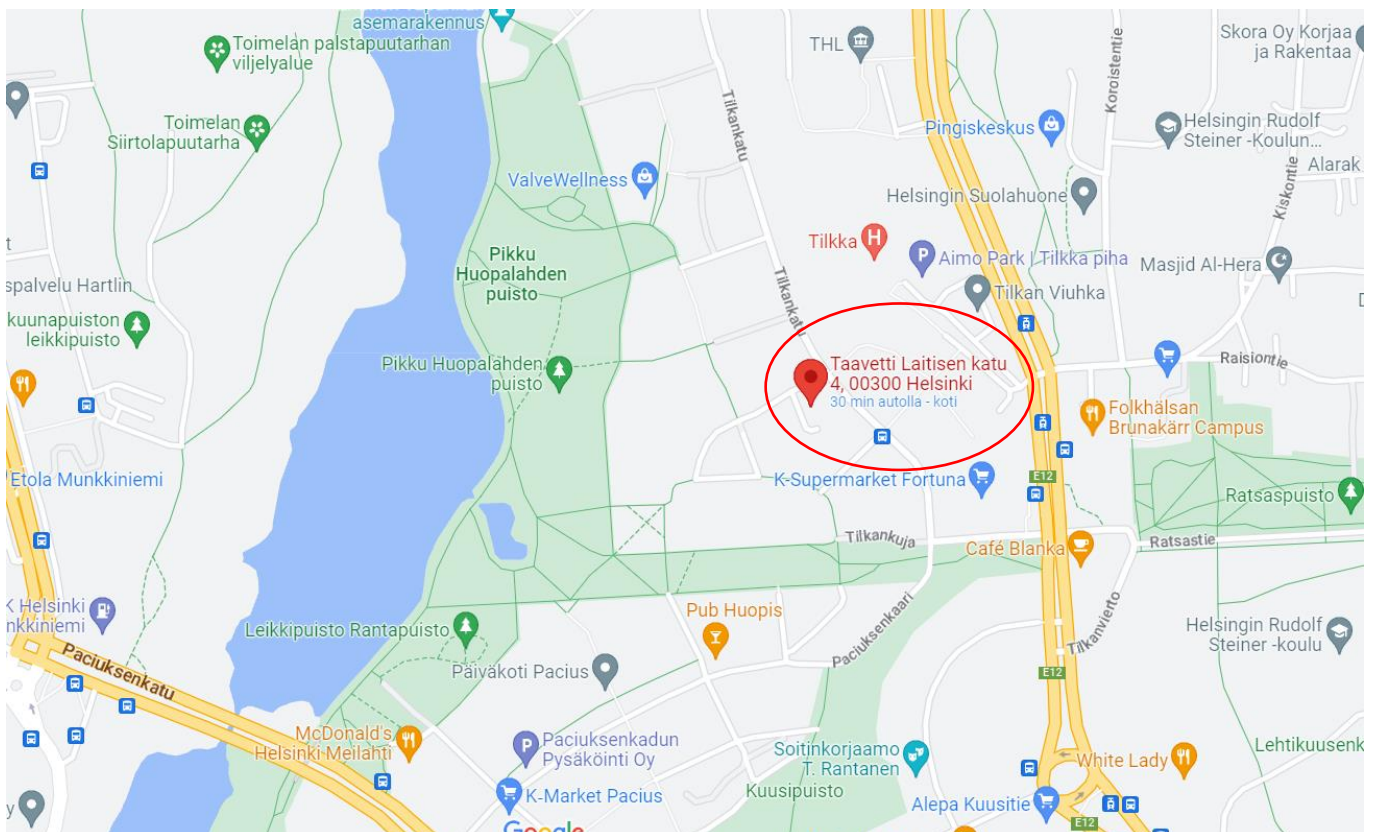 asemarakennus
Toimelan palstapuutarhan
viljelyalue
THL
Skora Oy Korjaa
ja Rakentaa
Koroistentie
Tilkankatu
Toimelan
Siirtolapuutarha
Pingiskeskus
Helsingin Rudolf
Steiner -Koulun...
Alarak
Kiskontie
ValveWellness
Helsingin Suolahuone
Tilkka
H
P
Aimo Park | Tilkka piha
Masjid Al-Hera
Pikku
Huopalahden
puisto
Tilkankatu
Tilkan Viuhka
spalvelu Hartlin
kuunapuiston
leikkipuisto
Pikku Huopalahden
puisto
Taavetti Laitisen katu
4, 00300 Helsinki
30 min autolla - koti
Raisiontie
Folkhälsan
Brunakärr Campus
Etola Munkkiniemi
K-Supermarket Fortuna
E12
Ratsaspuisto
Tilkankuja
Café Blanka
Ratsastie
K Helsinki
nkkiniemi
Pub Huopis
Paciuksenkaari
Tilkanvierto
Leikkipuisto Rantapuisto
Helsingin Rudolf
Steiner -koulu
Paciuksenkatu
Päiväkoti Pacius
E12
McDonald's
Helsinki Meilahti
P
Paciuksenkadun
Pysäköinti Oy
Soitinkorjaamo
T. Rantanen
Kuusipuisto
White Lady
Lehtikuusenk
K-Market Pacius
Alepa Kuusitie
E12
Google